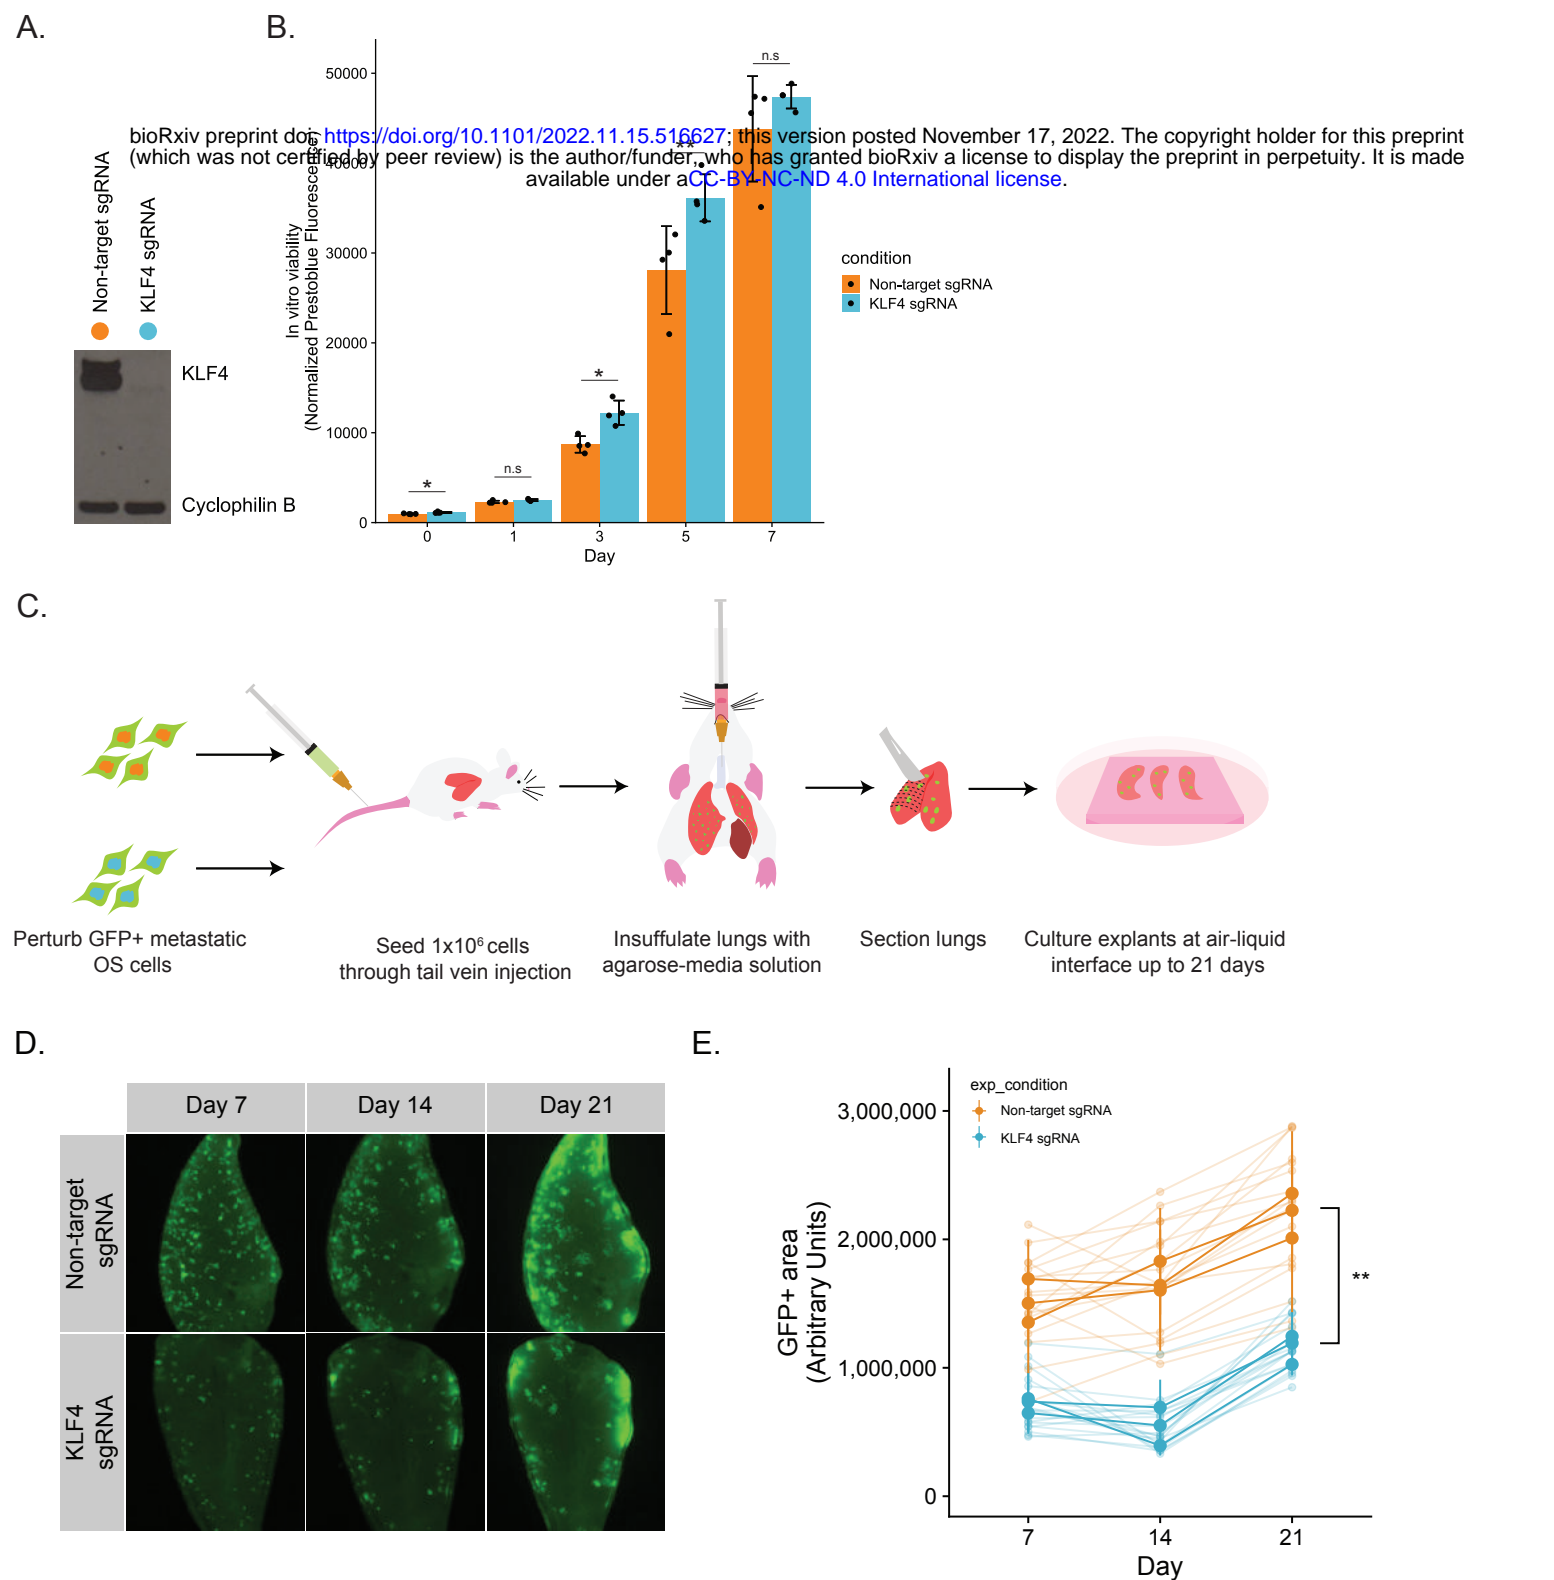 A.
B.
bioRxiv preprint doi: https://doi.org/10.1101/2022.11.15.516627; this version posted November 17, 2022. The copyright holder for this preprint
(which was not certified by peer review) is the author/funder, who has granted bioRxiv a license to display the preprint in perpetuity. It is made
available under aCC-BY-NC-ND 4.0 International license.
Non-target sgRNA
KLF4 sgRNA
KLF4
Cyclophilin B
In vitro viability
(Normalized Prestoblue Fluorescence)
50000
40000
30000
20000
10000
0
*
n.s
*
**
n.s
0
1
3
5
7
Day
condition
Non-target sgRNA
KLF4 sgRNA
C.
Perturb GFP+ metastatic
OS cells
Seed 1x10⁶ cells
through tail vein injection
Insuffulate lungs with
agarose-media solution
Section lungs
Culture explants at air-liquid
interface up to 21 days
D.
Day 7
Day 14
Day 21
Non-target
sgRNA
KLF4
sgRNA
E.
GFP+ area
(Arbitrary Units)
3,000,000
2,000,000
1,000,000
0
exp_condition
Non-target sgRNA
KLF4 sgRNA
**
7
14
21
Day